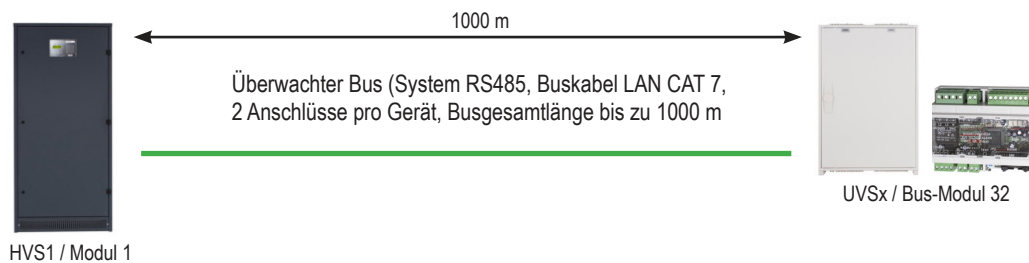 1000 m
Überwachter Bus (System RS485, Buskabel LAN CAT 7,
2 Anschlüsse pro Gerät, Busgesamtlänge bis zu 1000 m
UVSx / Bus-Modul 32
HVS1 / Modul 1